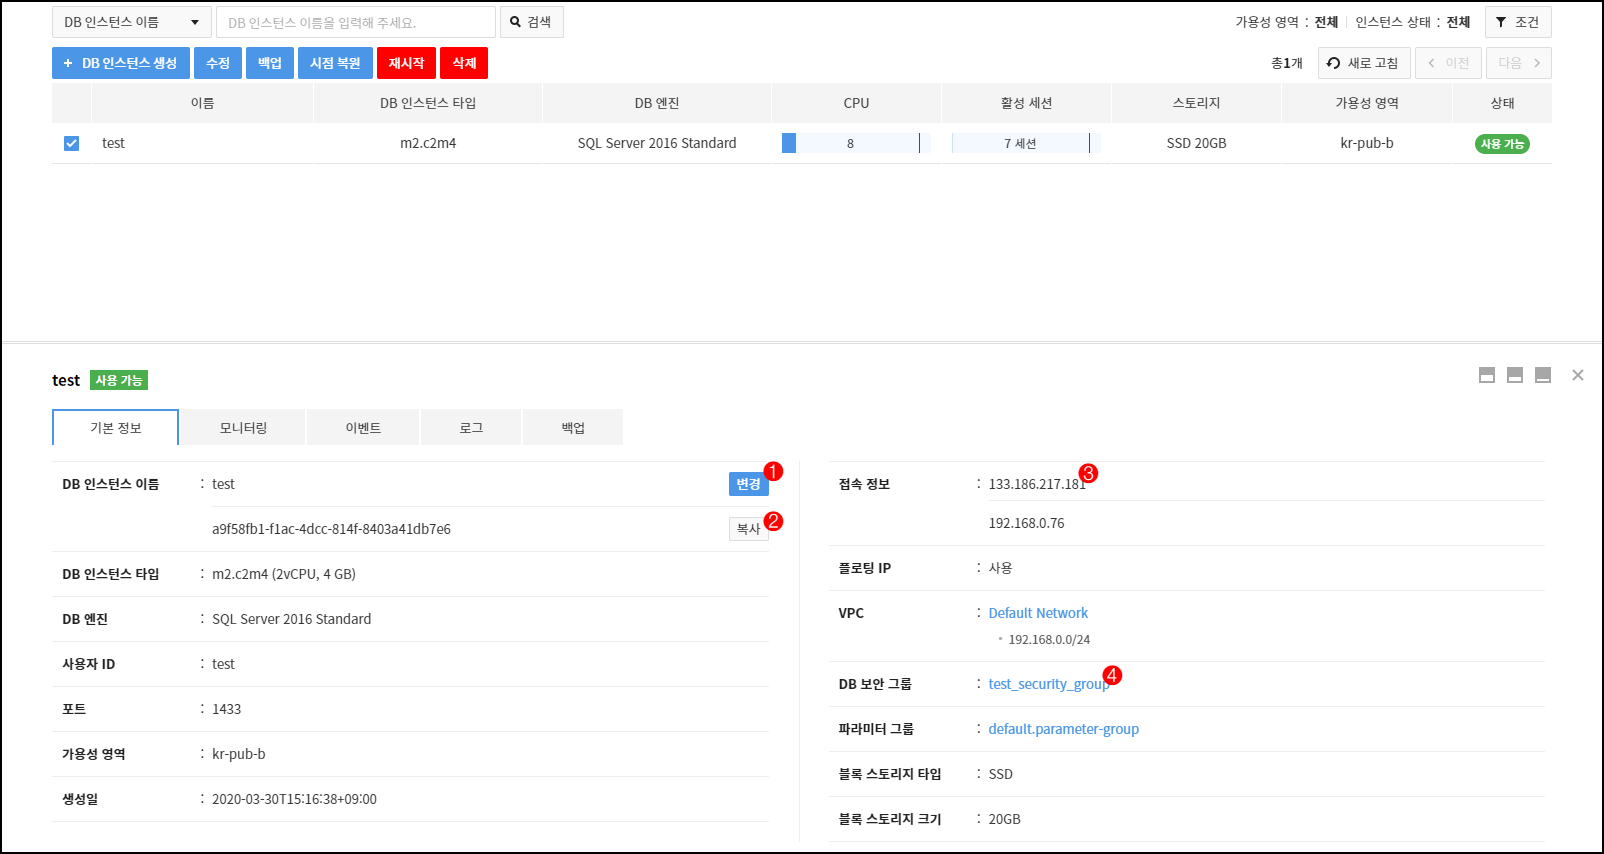 DB 인스턴스 이름 DB 인스턴스 이름을 입력해 주세요. 검색 가용성 영역 : 전체 인스턴스 상태 : 전체 조건
+ DB 인스턴스 생성 수정 백업 시점 복원 재시작 삭제 총1개 새로 고침 이전 다음
이름 DB 인스턴스 타입 DB 엔진 CPU 활성 세션 스토리지 가용성 영역 상태
test m2.c2m4 SQL Server 2016 Standard 8 7 세션 SSD 20GB kr-pub-b 사용 가능
test 사용 가능
기본 정보 모니터링 이벤트 로그 백업
DB 인스턴스 이름 : test 변경 1
a9f58fb1-f1ac-4dcc-814f-8403a41db7e6 복사 2
DB 인스턴스 타입 : m2.c2m4 (2vCPU, 4 GB)
DB 엔진 : SQL Server 2016 Standard
사용자 ID : test
포트 : 1433
가용성 영역 : kr-pub-b
생성일 : 2020-03-30T15:16:38+09:00
접속 정보 : 133.186.217.181 3
192.168.0.76
플로팅 IP : 사용
VPC : Default Network
192.168.0.0/24
DB 보안 그룹 : test_security_group 4
파라미터 그룹 : default.parameter-group
블록 스토리지 타입 : SSD
블록 스토리지 크기 : 20GB